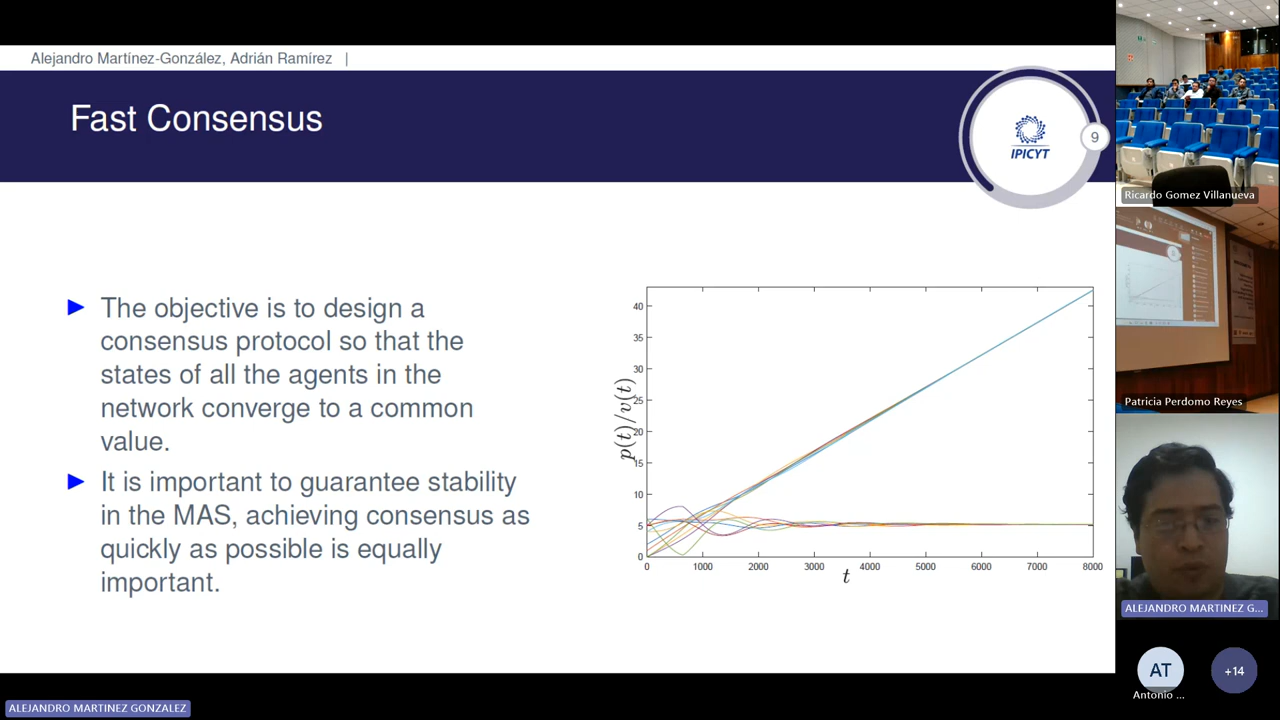 Alejandro Martínez-González, Adrián Ramírez |
Fast Consensus
IPICYT
9
The objective is to design a
consensus protocol so that the
states of all the agents in the
network converge to a common
value.
It is important to guarantee stability
in the MAS, achieving consensus as
quickly as possible is equally
important.
p(t)/v(t)
40
35
30
25
20
15
10
5
0
0 1000 2000 3000 4000 5000 6000 7000 8000
t
Ricardo Gomez Villanueva
Patricia Perdomo Reyes
ALEJANDRO MARTINEZ G...
AT
Antonio ...
+14
ALEJANDRO MARTINEZ GONZALEZ